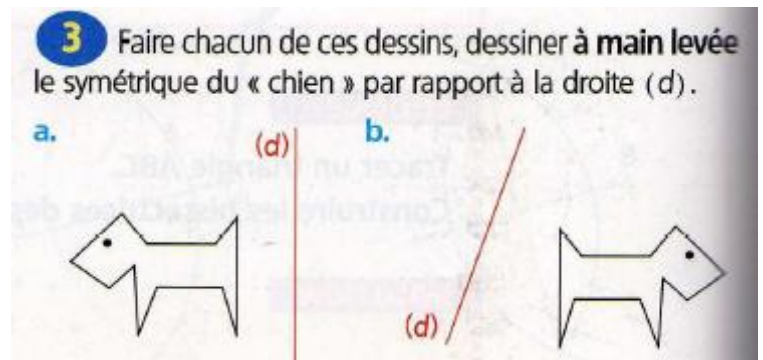 3 Faire chacun de ces dessins, dessiner à main levée
le symétrique du « chien » par rapport à la droite (d).
a. (d) b.
(d)